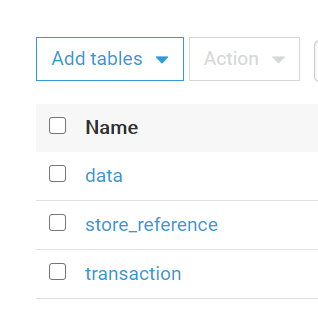 Add tables
Action
Name
data
store_reference
transaction